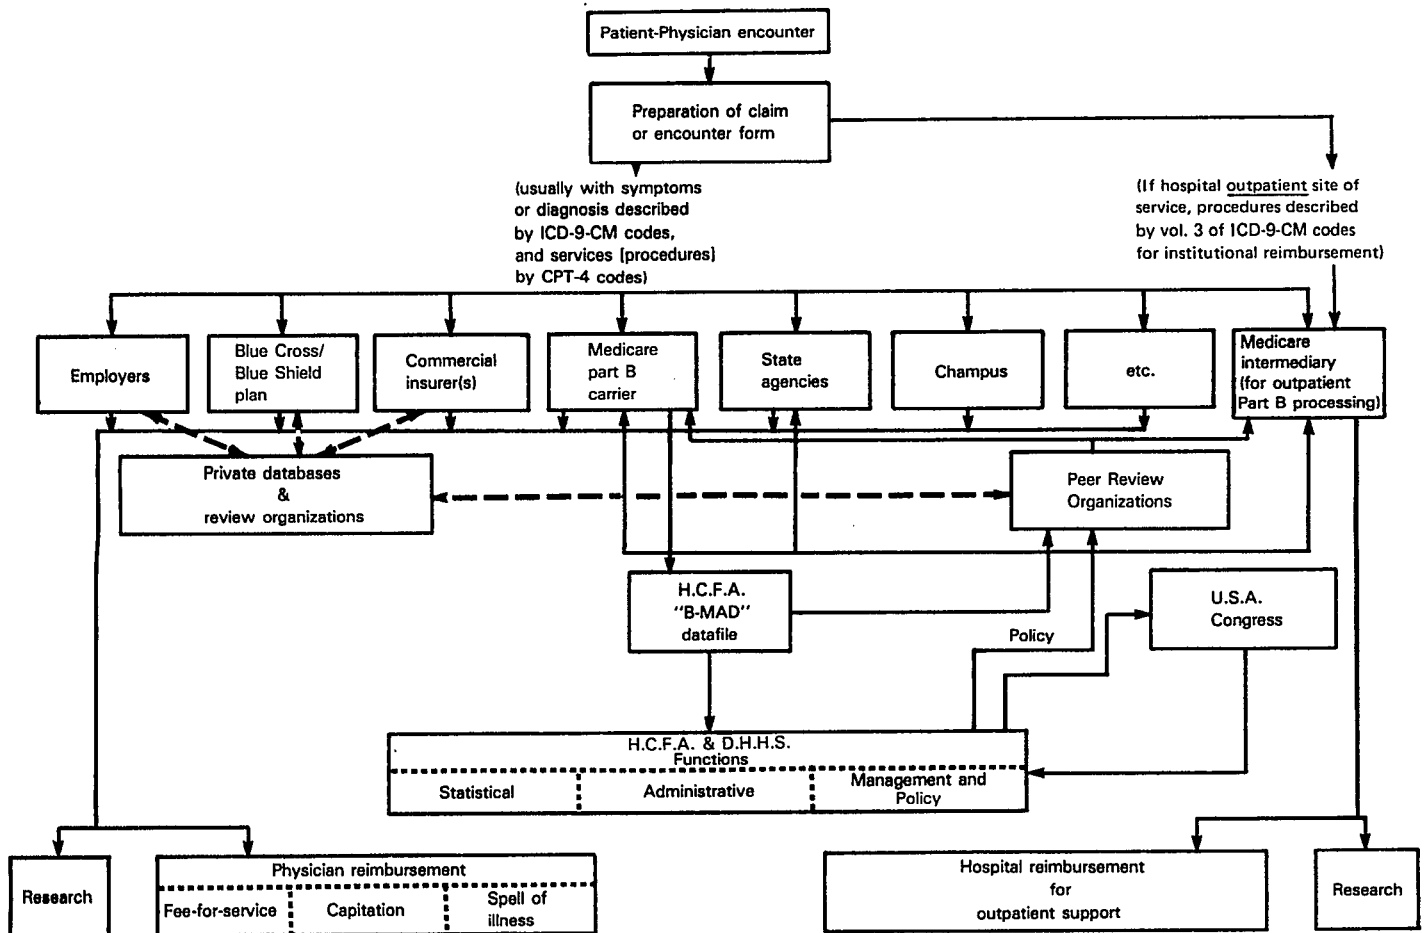 Patient-Physician encounter
Preparation of claim
or encounter form
(usually with symptoms
or diagnosis described
by ICD-9-CM codes,
and services [procedures]
by CPT-4 codes)
(If hospital outpatient site of
service, procedures described
by vol. 3 of ICD-9-CM codes
for institutional reimbursement)
Employers
Blue Cross/
Blue Shield
plan
Commercial
insurer(s)
Medicare
part B
carrier
State
agencies
Champus
etc.
Medicare
intermediary
(for outpatient
Part B processing)
Private databases
&
review organizations
Peer Review
Organizations
H.C.F.A.
"B-MAD"
datafile
U.S.A.
Congress
Policy
H.C.F.A. & D.H.H.S.
Functions
Statistical
Administrative
Management and
Policy
Research
Physician reimbursement
Fee-for-service
Capitation
Spell of
illness
Hospital reimbursement
for
outpatient support
Research